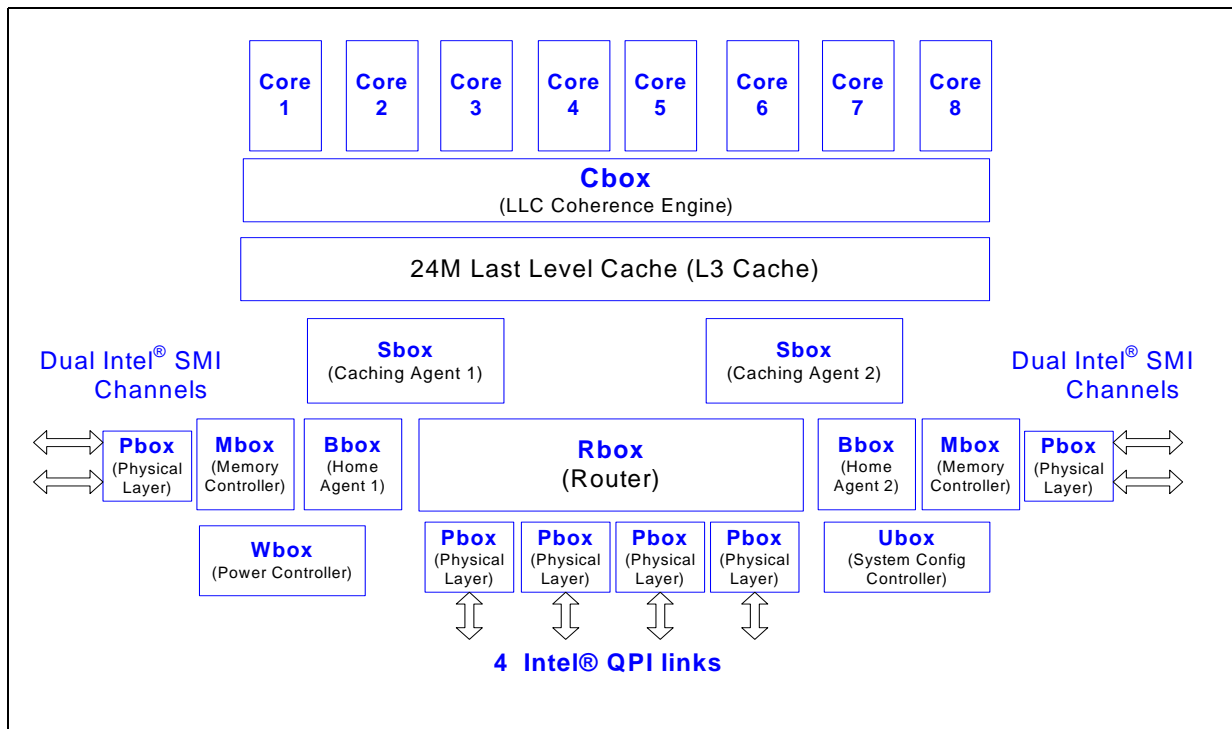 Core 1
Core 2
Core 3
Core 4
Core 5
Core 6
Core 7
Core 8
Cbox
(LLC Coherence Engine)
24M Last Level Cache (L3 Cache)
Sbox
(Caching Agent 1)
Sbox
(Caching Agent 2)
Dual Intel® SMI
Channels
Dual Intel® SMI
Channels
Pbox
(Physical
Layer)
Mbox
(Memory
Controller)
Bbox
(Home
Agent 1)
Rbox
(Router)
Bbox
(Home
Agent 2)
Mbox
(Memory
Controller)
Pbox
(Physical
Layer)
Wbox
(Power Controller)
Pbox
(Physical
Layer)
Pbox
(Physical
Layer)
Pbox
(Physical
Layer)
Pbox
(Physical
Layer)
Ubox
(System Config
Controller)
4 Intel® QPI links